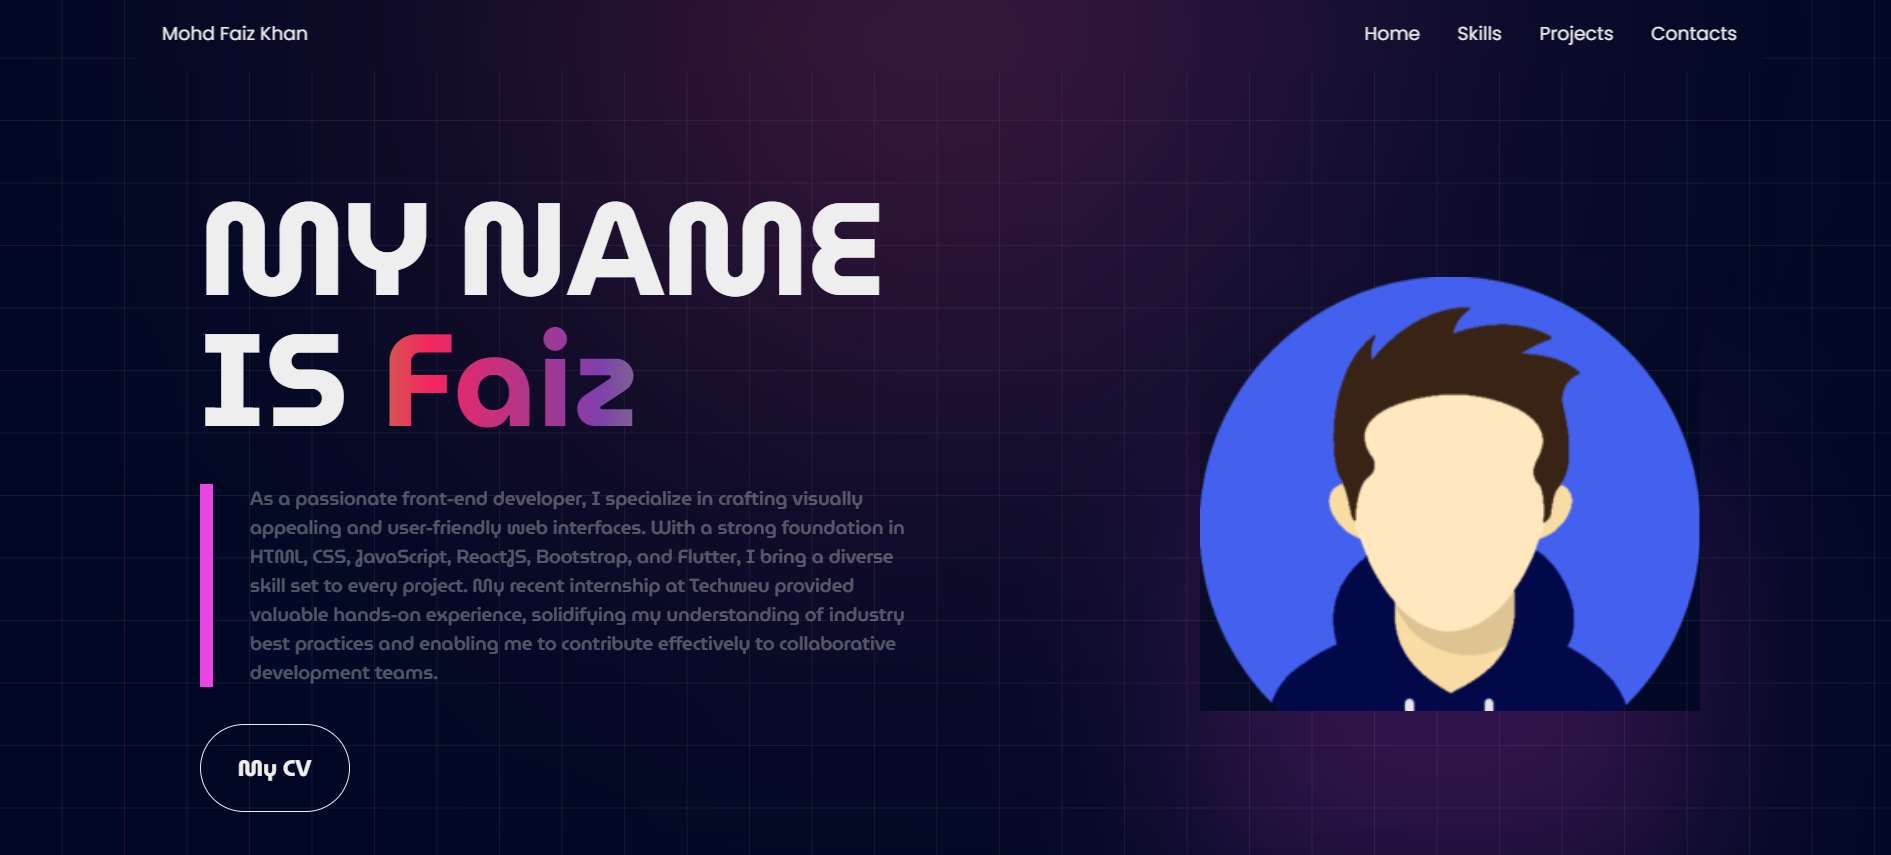 Mohd Faiz Khan
Home Skills Projects Contacts
MY NAME
IS Faiz
As a passionate front-end developer, I specialize in crafting visually
appealing and user-friendly web interfaces. With a strong foundation in
HTML, CSS, JavaScript, ReactJS, Bootstrap, and Flutter, I bring a diverse
skill set to every project. My recent internship at Techweu provided
valuable hands-on experience, solidifying my understanding of industry
best practices and enabling me to contribute effectively to collaborative
development teams.
My CV